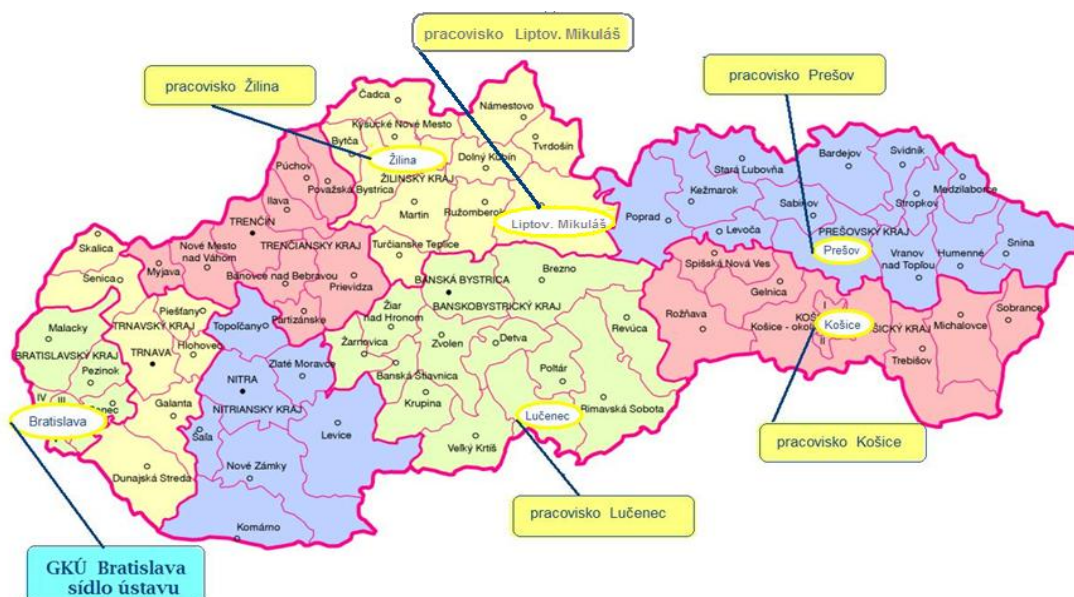 pracovisko Liptov. Mikuláš
pracovisko Žilina
pracovisko Prešov
Čadca
Námestovo
Kysucké Nové Mesto
Bytča
Tvrdošín
Žilina
Dolný Kubín
ŽILINSKÝ KRAJ
Púchov
Považská Bystrica
Ilava
Martin
Ružomberok
Liptov. Mikuláš
Turčianske Teplice
Svidník
Bardejov
Stará Ľubovňa
Medzilaborce
Kežmarok
Stropkov
Sabinov
Poprad
Levoča
PREŠOVSKÝ KRAJ
Prešov
Vranov
nad Topľou
Humenné
Snina
TRENČÍN
TRENČIANSKY KRAJ
Nové Mesto
nad Váhom
Myjava
Bánovce nad Bebravou
Prievidza
Partizánske
Skalica
Senica
Piešťany
TRNAVSKÝ KRAJ
Hlohovec
TRNAVA
Galanta
Dunajská Streda
Malacky
BRATISLAVSKÝ KRAJ
Pezinok
IV
III
Bratislava
Topoľčany
Zlaté Moravce
NITRA
NITRIANSKY KRAJ
Šaľa
Levice
Nové Zámky
Komárno
BANSKÁ BYSTRICA
Brezno
BANSKOBYSTRICKÝ KRAJ
Žiar
nad Hronom
Žarnovica
Zvolen
Detva
Revúca
Banská Štiavnica
Poltár
Krupina
Lučenec
Rimavská Sobota
Veľký Krtíš
Spišská Nová Ves
Gelnica
Rožňava
Košice - okol
I
II
Košice
Michalovce
Sobrance
Trebišov
pracovisko Košice
pracovisko Lučenec
GKÚ Bratislava
sídlo ústavu